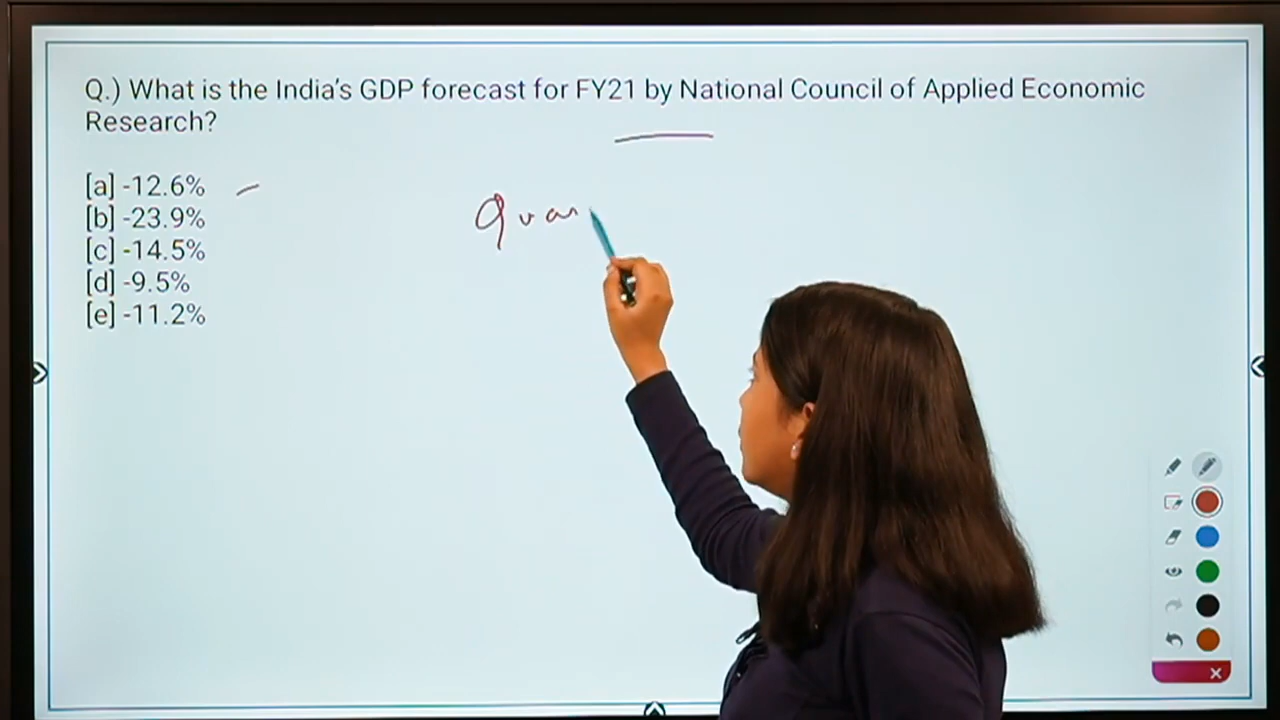 Q.) What is the India's GDP forecast for FY21 by National Council of Applied Economic
Research?
[a] -12.6%
[b] -23.9%
[c] -14.5%
[d] -9.5%
[e] -11.2%
Quar